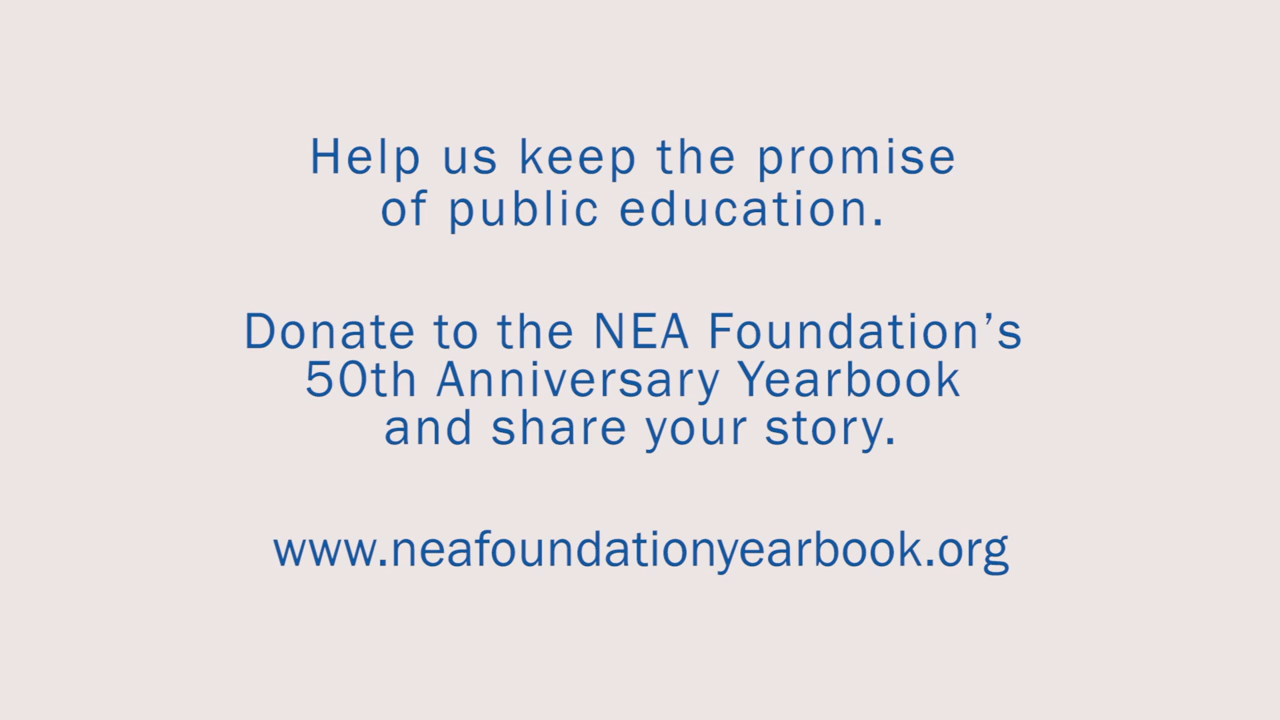 Help us keep the promise
of public education.
Donate to the NEA Foundation’s
50th Anniversary Yearbook
and share your story.
www.neafoundationyearbook.org